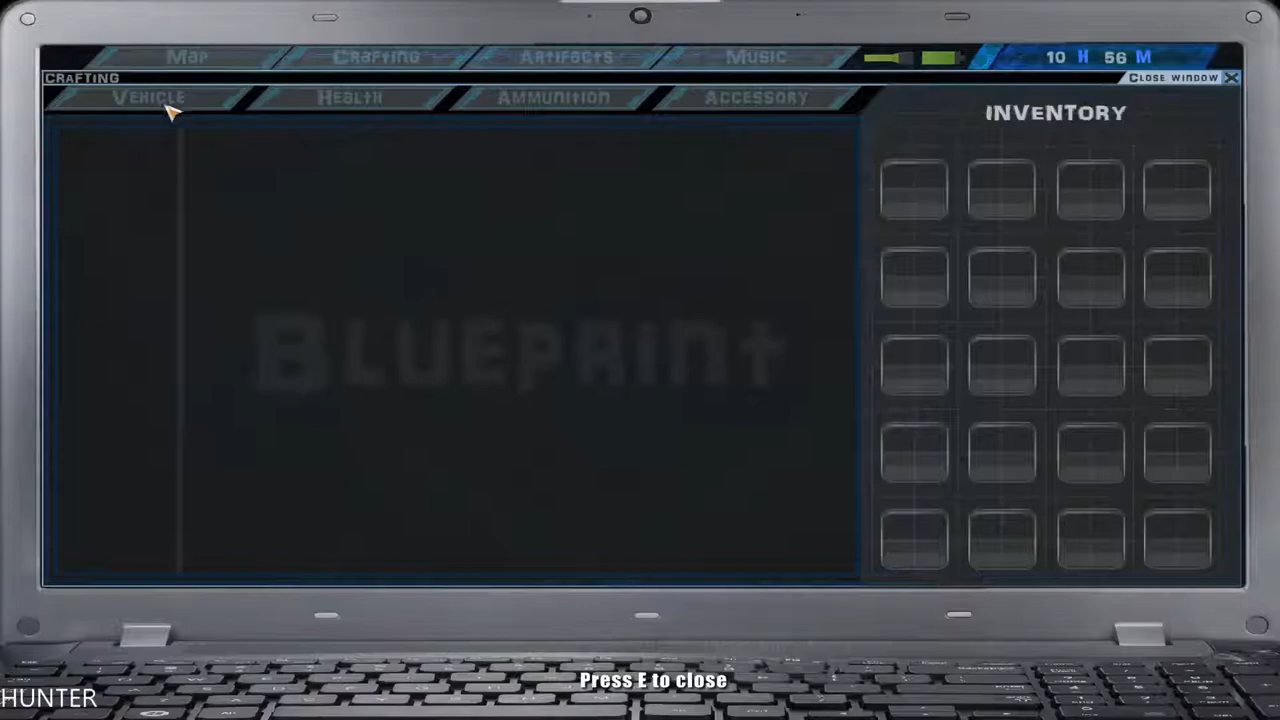 Map Crafting Artifacts Music 10 H 56 M
CRAFTING CLOSE WINDOW
Vehicle Health Ammunition Accessory
INVENTORY
Blueprint
Press E to close
HUNTER